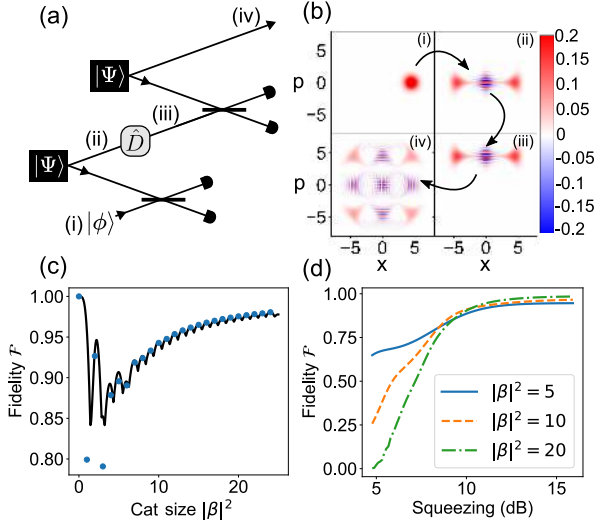 (a)
(iv)
|Ψ⟩
(iii)
(ii)
D̂
|Ψ⟩
(i) |ϕ⟩
(b)
(i)
(ii)
5
p 0
−5
(iv)
(iii)
5
p 0
−5
−5 0 5
−5 0 5
x
x
0.2
0.15
0.1
0.05
0
-0.05
-0.1
-0.15
-0.2
(c)
1.00
0.95
0.90
0.85
0.80
Fidelity ℱ
0
10
20
Cat size |β|²
(d)
1.00
0.75
0.50
0.25
0.00
Fidelity ℱ
|β|² = 5
|β|² = 10
|β|² = 20
5
10
15
Squeezing (dB)